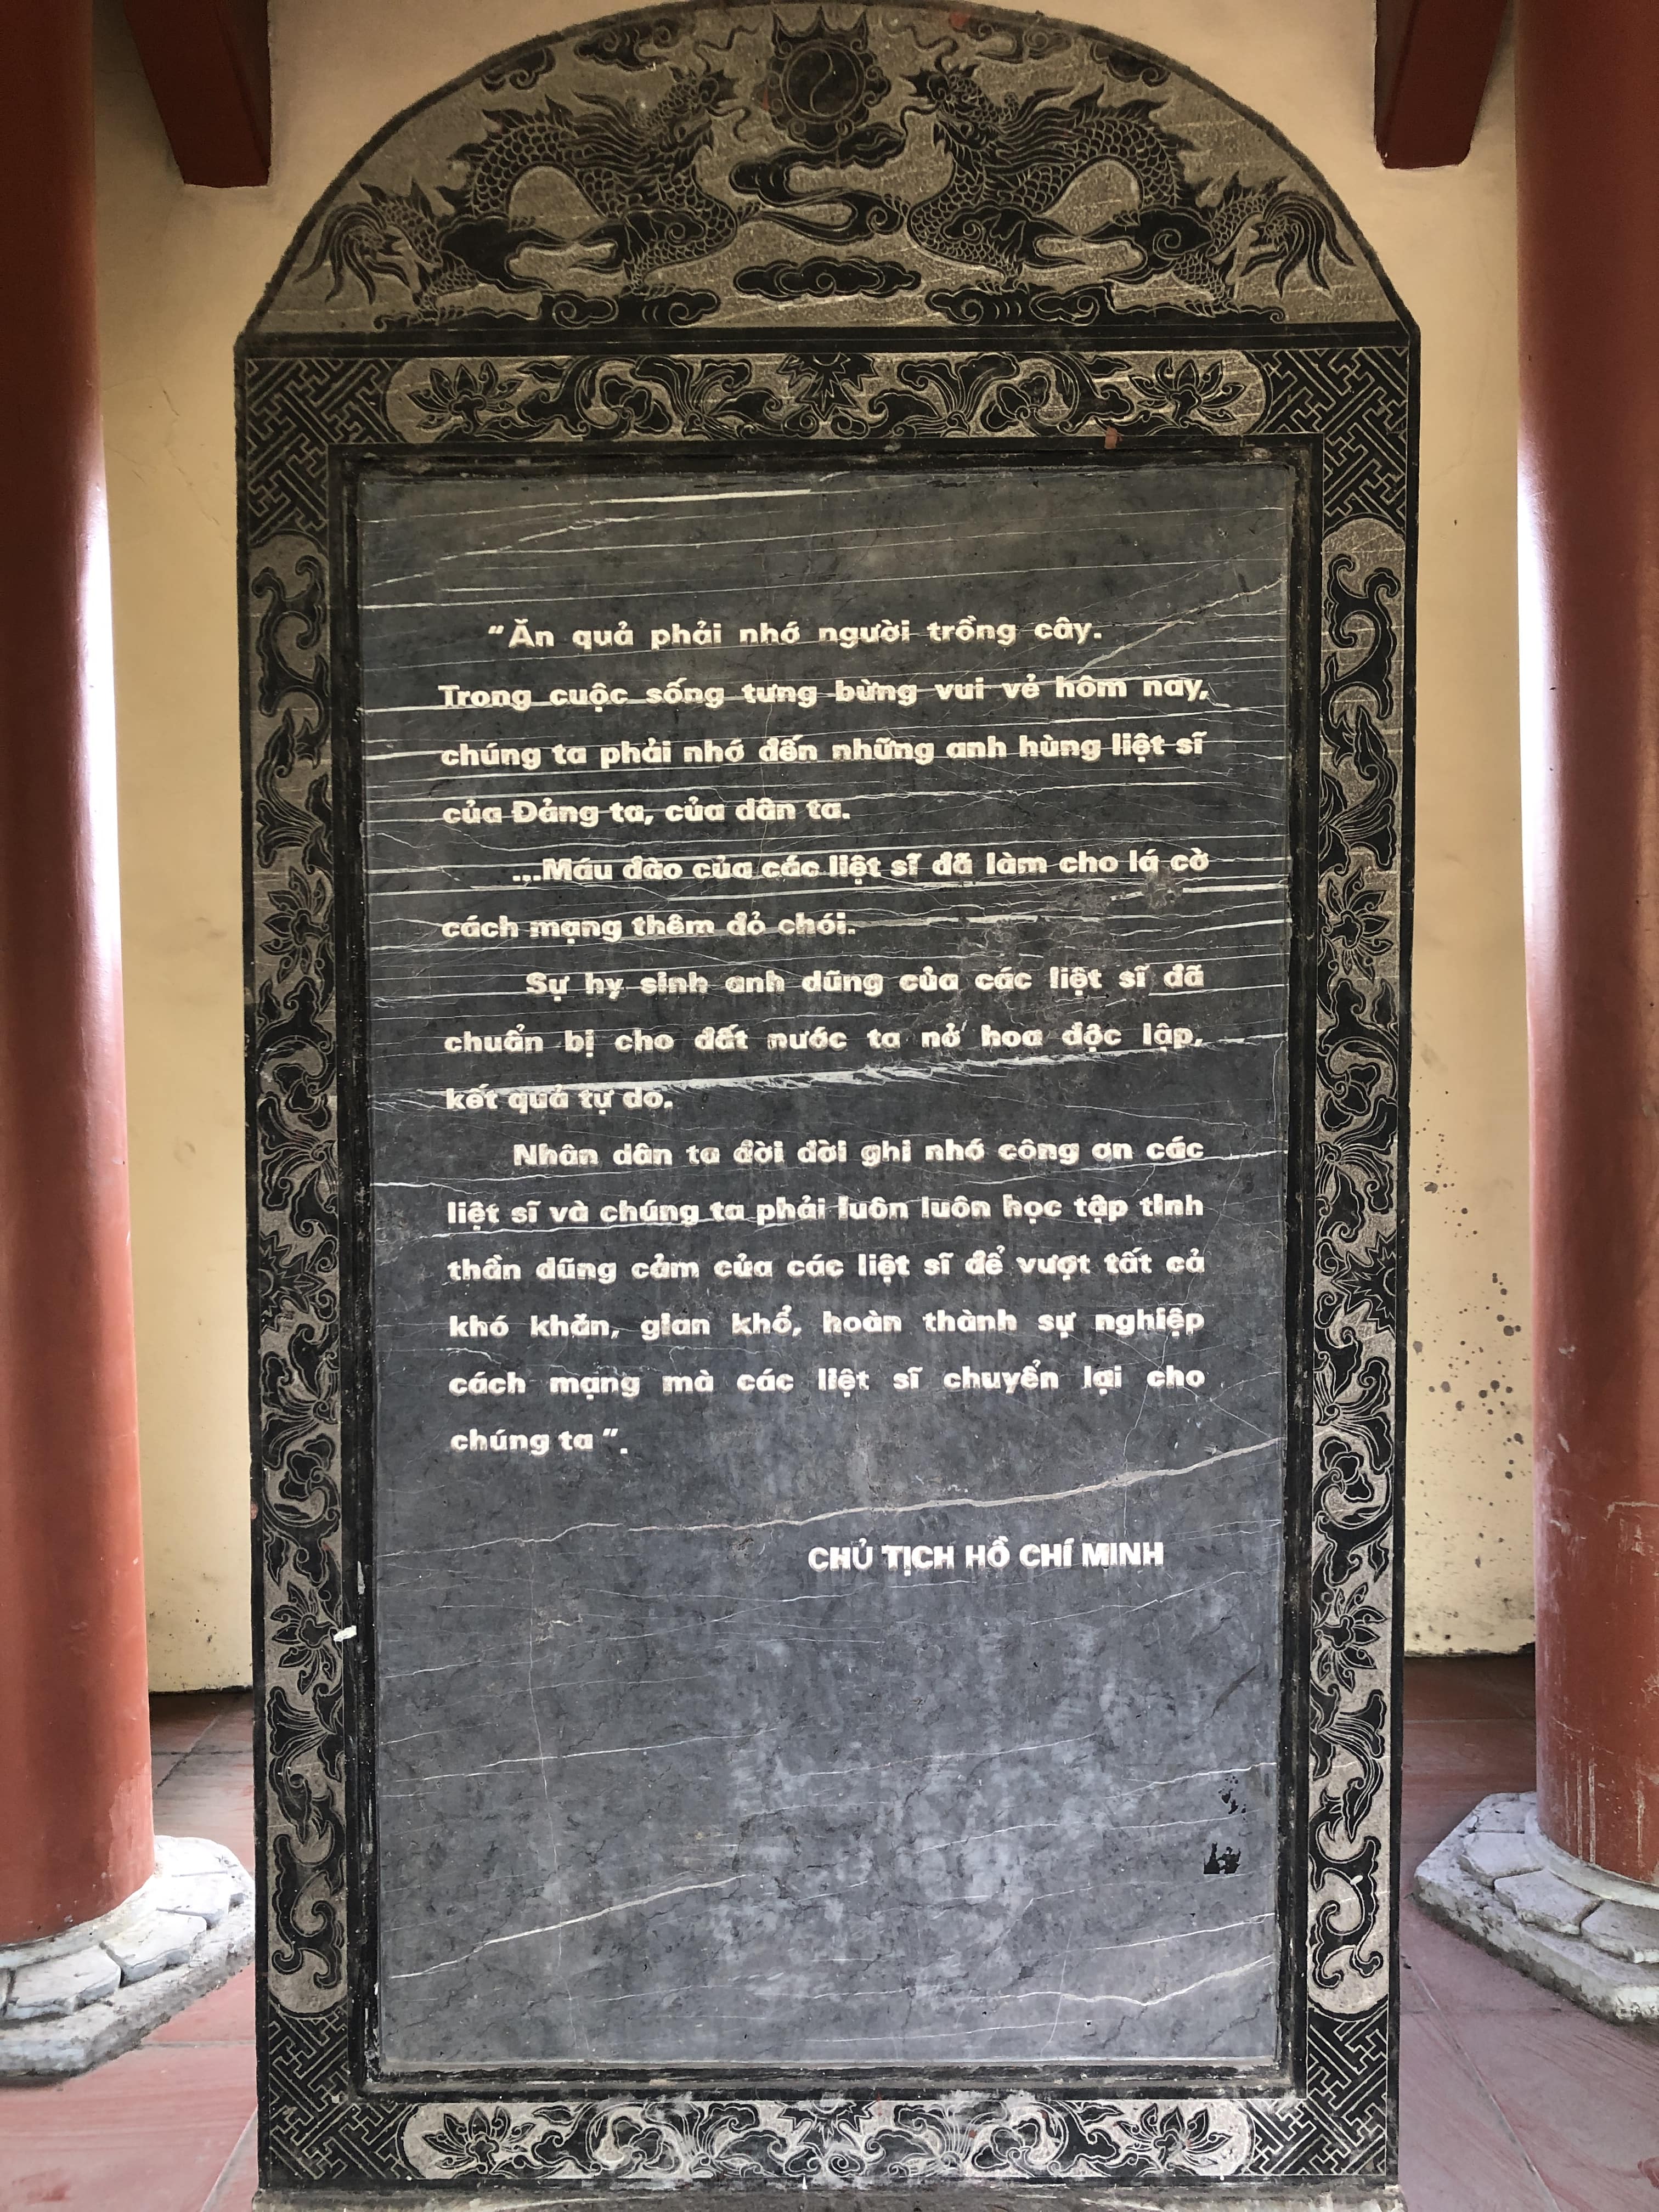 “Ăn quả phải nhớ người trồng cây.
Trong cuộc sống tưng bừng vui vẻ hôm nay,
chúng ta phải nhớ đến những anh hùng liệt sĩ
của Đảng ta, của dân ta.
...Máu đào của các liệt sĩ đã làm cho lá cờ
cách mạng thêm đỏ chói.
Sự hy sinh anh dũng của các liệt sĩ đã
chuẩn bị cho đất nước ta nở hoa độc lập,
kết quả tự do.
Nhân dân ta đời đời ghi nhớ công ơn các
liệt sĩ và chúng ta phải luôn luôn học tập tinh
thần dũng cảm của các liệt sĩ để vượt tất cả
khó khăn, gian khổ, hoàn thành sự nghiệp
cách mạng mà các liệt sĩ chuyển lại cho
chúng ta ”.
CHỦ TỊCH HỒ CHÍ MINH